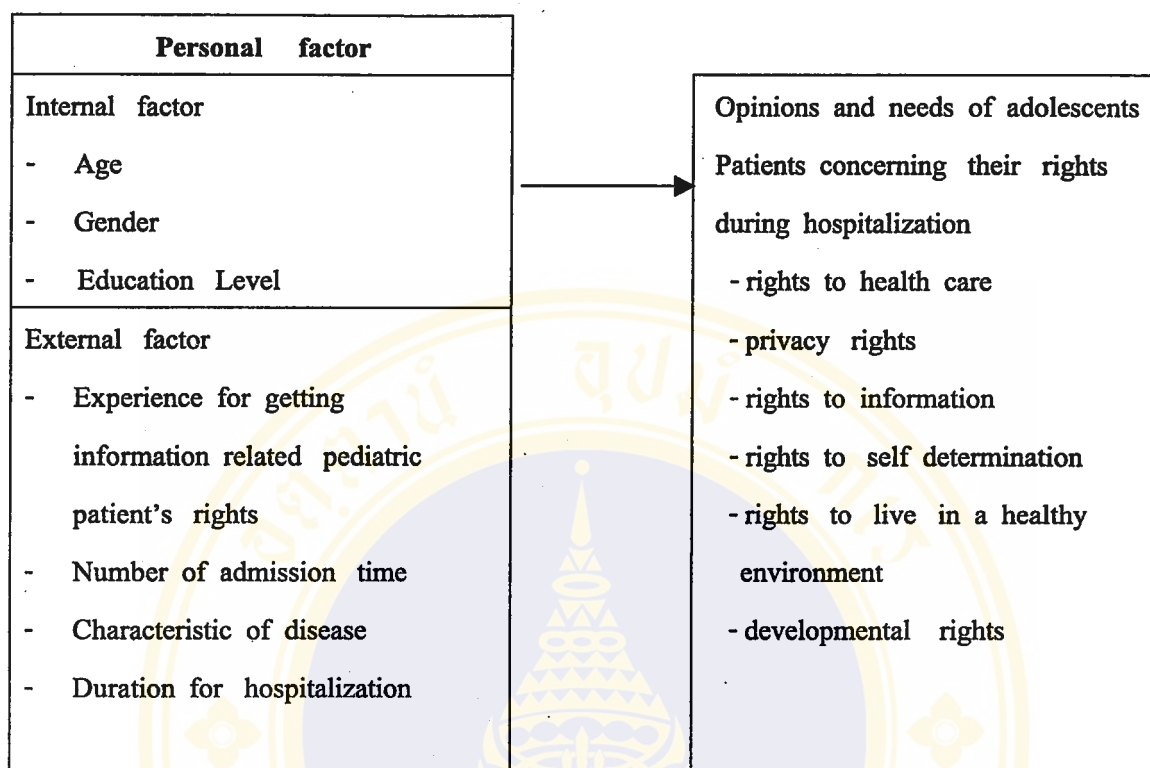 Personal factor
Internal factor
- Age
- Gender
- Education Level
External factor
- Experience for getting
information related pediatric
patient's rights
- Number of admission time
- Characteristic of disease
- Duration for hospitalization
Opinions and needs of adolescents
Patients concerning their rights
during hospitalization
- rights to health care
- privacy rights
- rights to information
- rights to self determination
- rights to live in a healthy
environment
- developmental rights